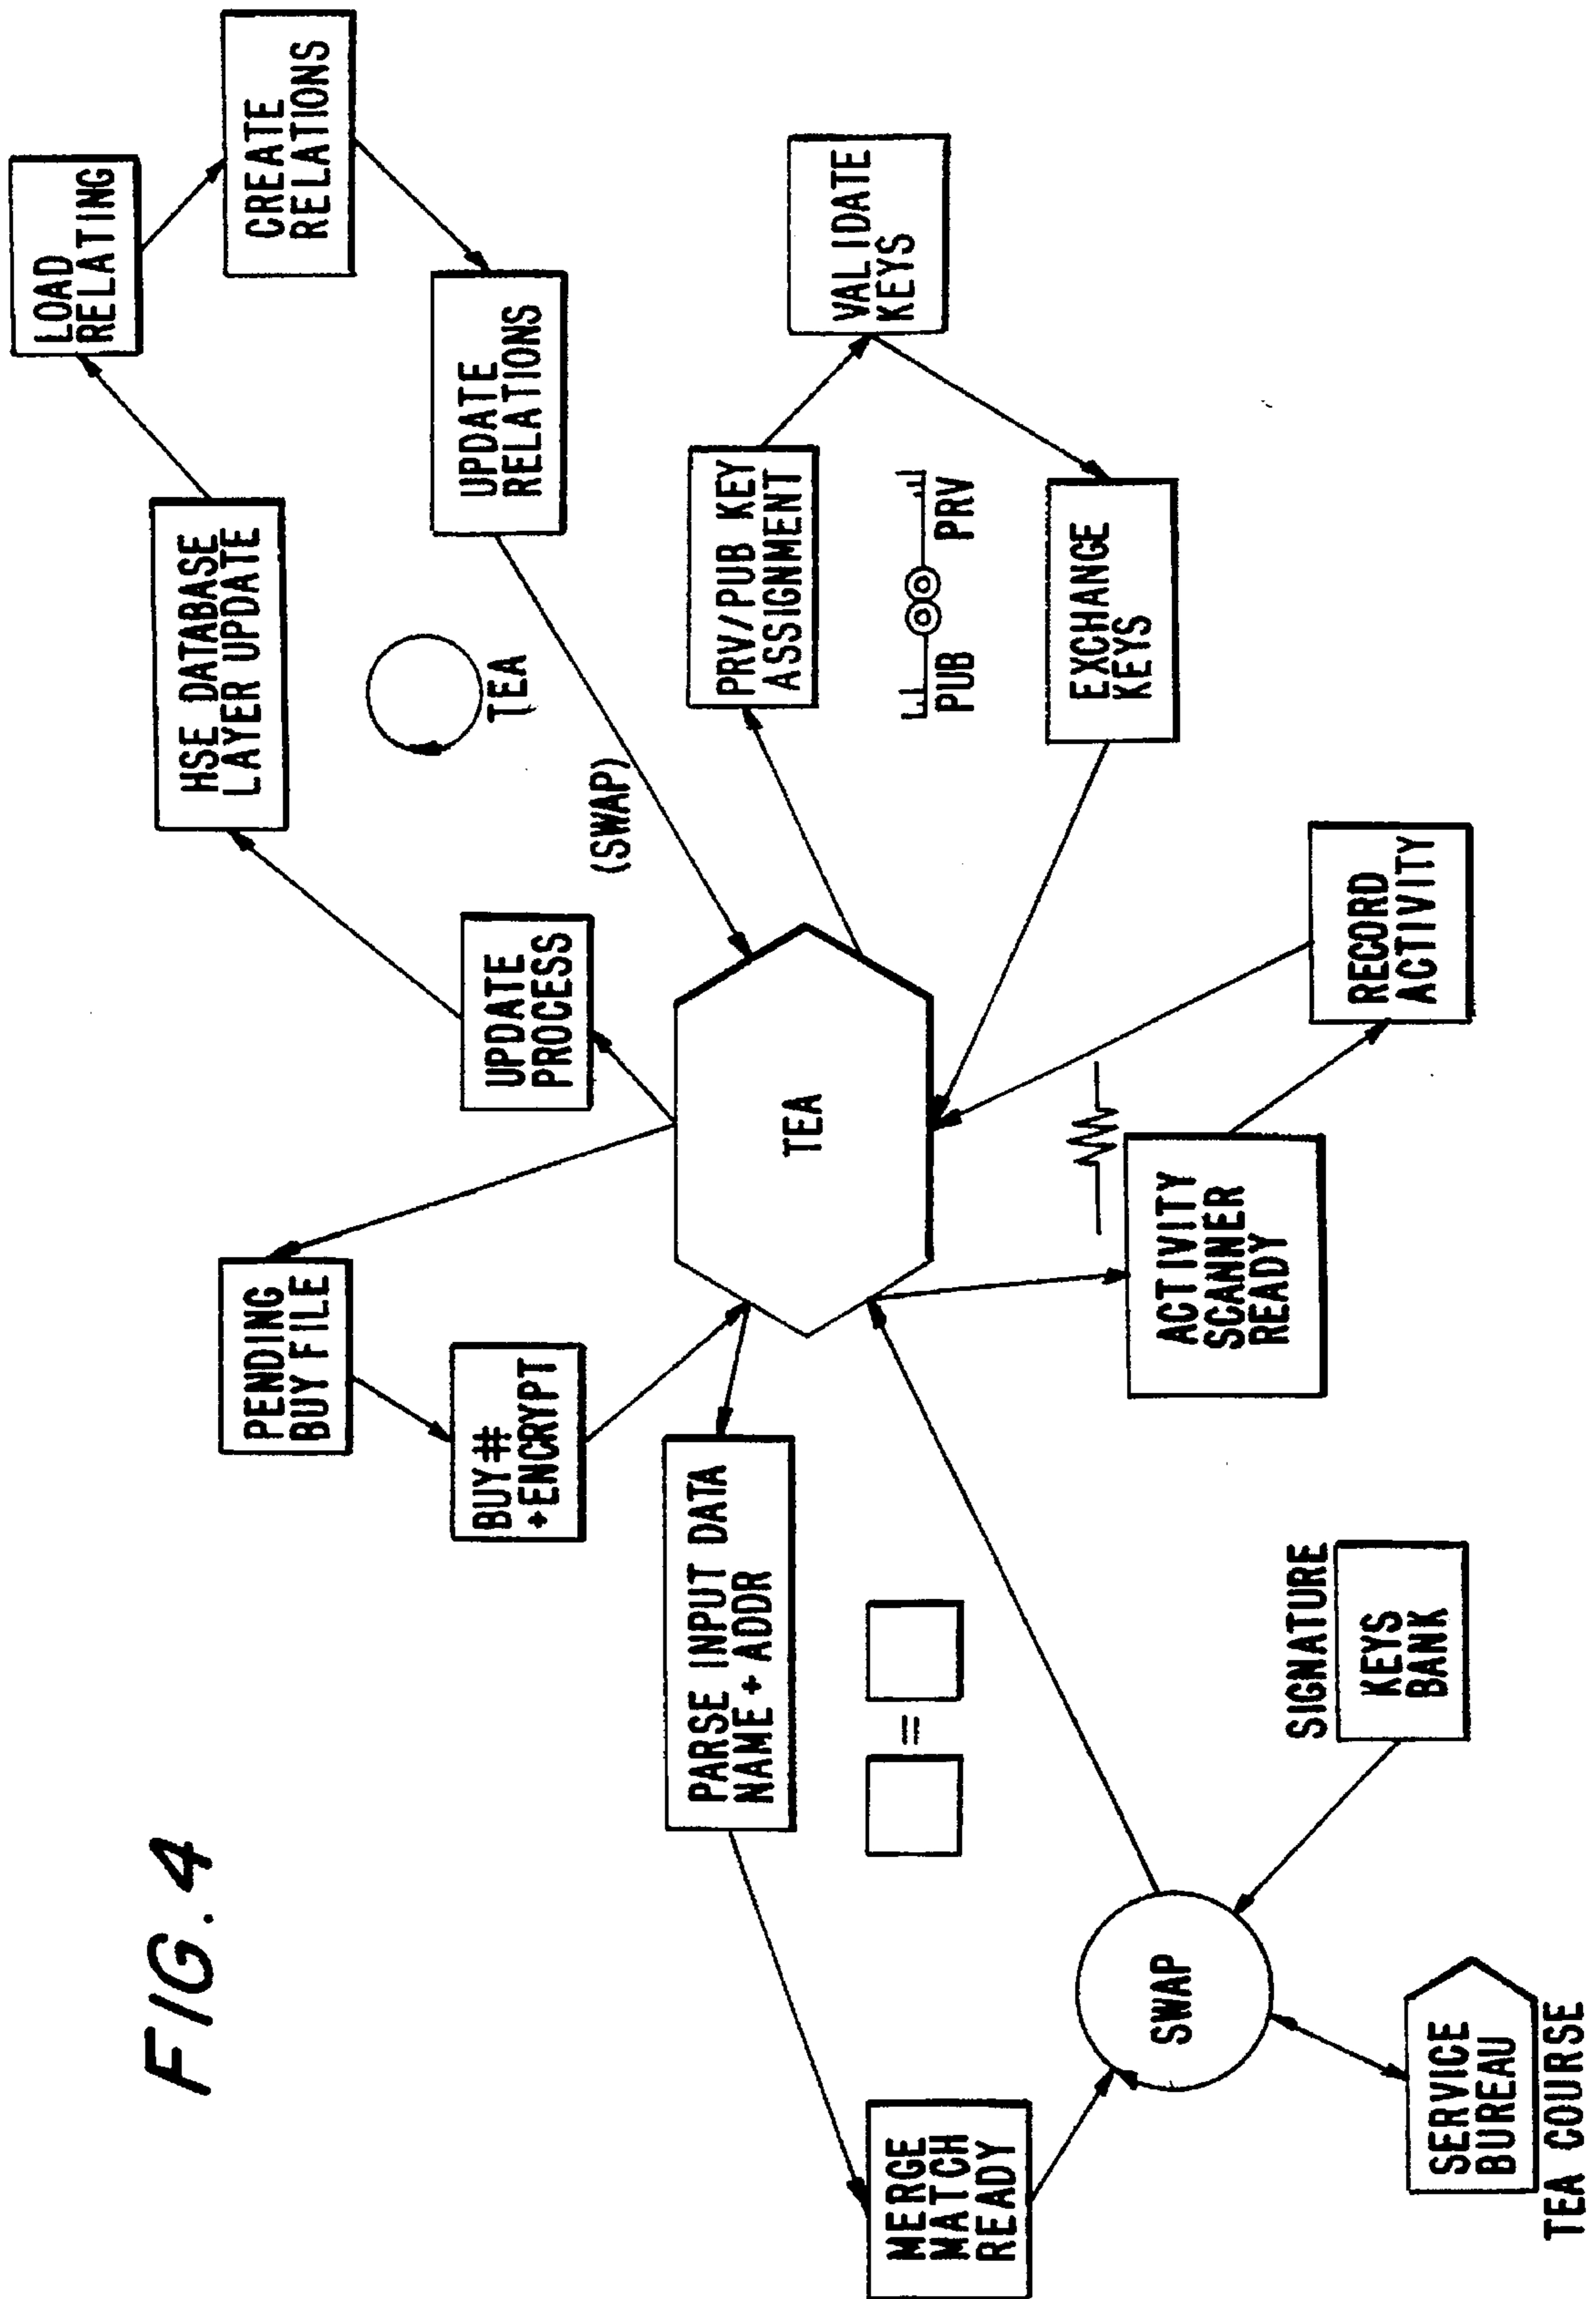 FIG. 4
LOAD
RELATING
CREATE
RELATIONS
HSE DATABASE
LAYER UPDATE
UPDATE
RELATIONS
TEA
(SWAP)
UPDATE
PROCESS
PENDING
BUY FILE
BUY#
+ENCRYPT
TEA
PRV/PUB KEY
ASSIGNMENT
VALIDATE
KEYS
PUB
PRV
EXCHANGE
KEYS
PARSE INPUT DATA
NAME + ADDR
=
MERGE
MATCH
READY
SWAP
ACTIVITY
SCANNER
READY
RECORD
ACTIVITY
SIGNATURE
KEYS
BANK
SERVICE
BUREAU
TEA COURSE